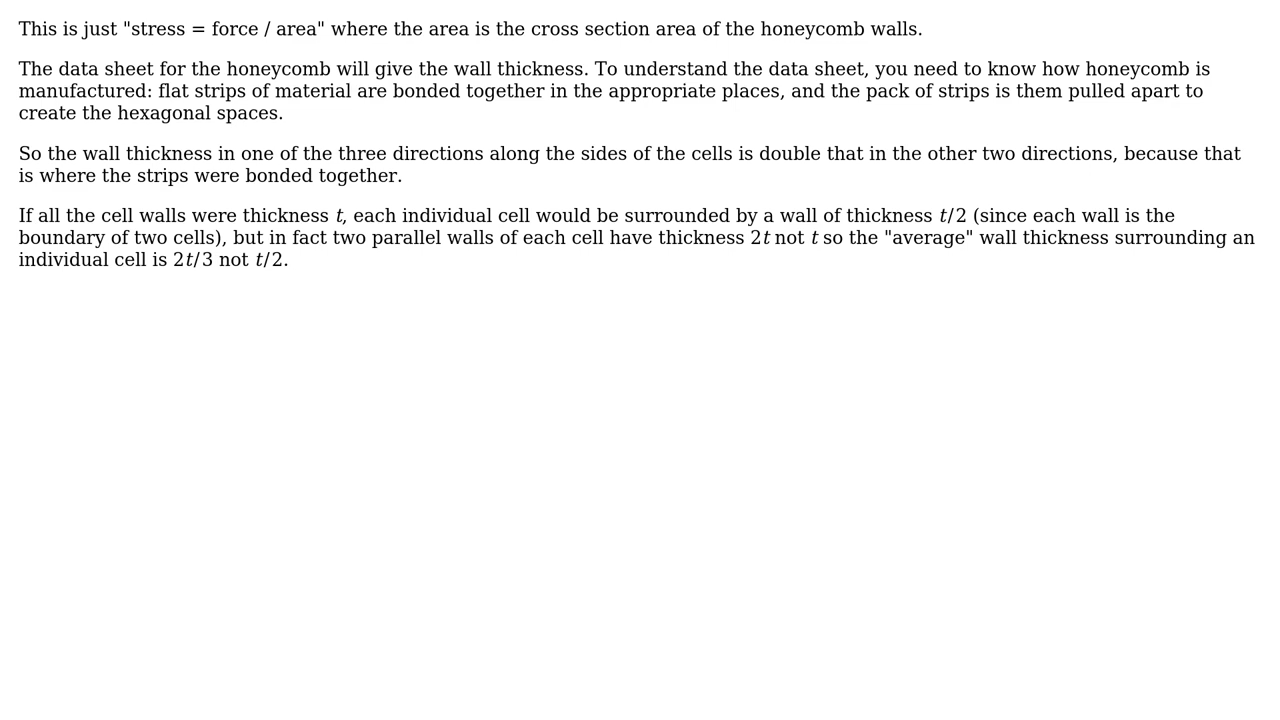 This is just "stress = force / area" where the area is the cross section area of the honeycomb walls.
The data sheet for the honeycomb will give the wall thickness. To understand the data sheet, you need to know how honeycomb is
manufactured: flat strips of material are bonded together in the appropriate places, and the pack of strips is them pulled apart to
create the hexagonal spaces.
So the wall thickness in one of the three directions along the sides of the cells is double that in the other two directions, because that
is where the strips were bonded together.
If all the cell walls were thickness t, each individual cell would be surrounded by a wall of thickness t/2 (since each wall is the
boundary of two cells), but in fact two parallel walls of each cell have thickness 2t not t so the "average" wall thickness surrounding an
individual cell is 2t/3 not t/2.